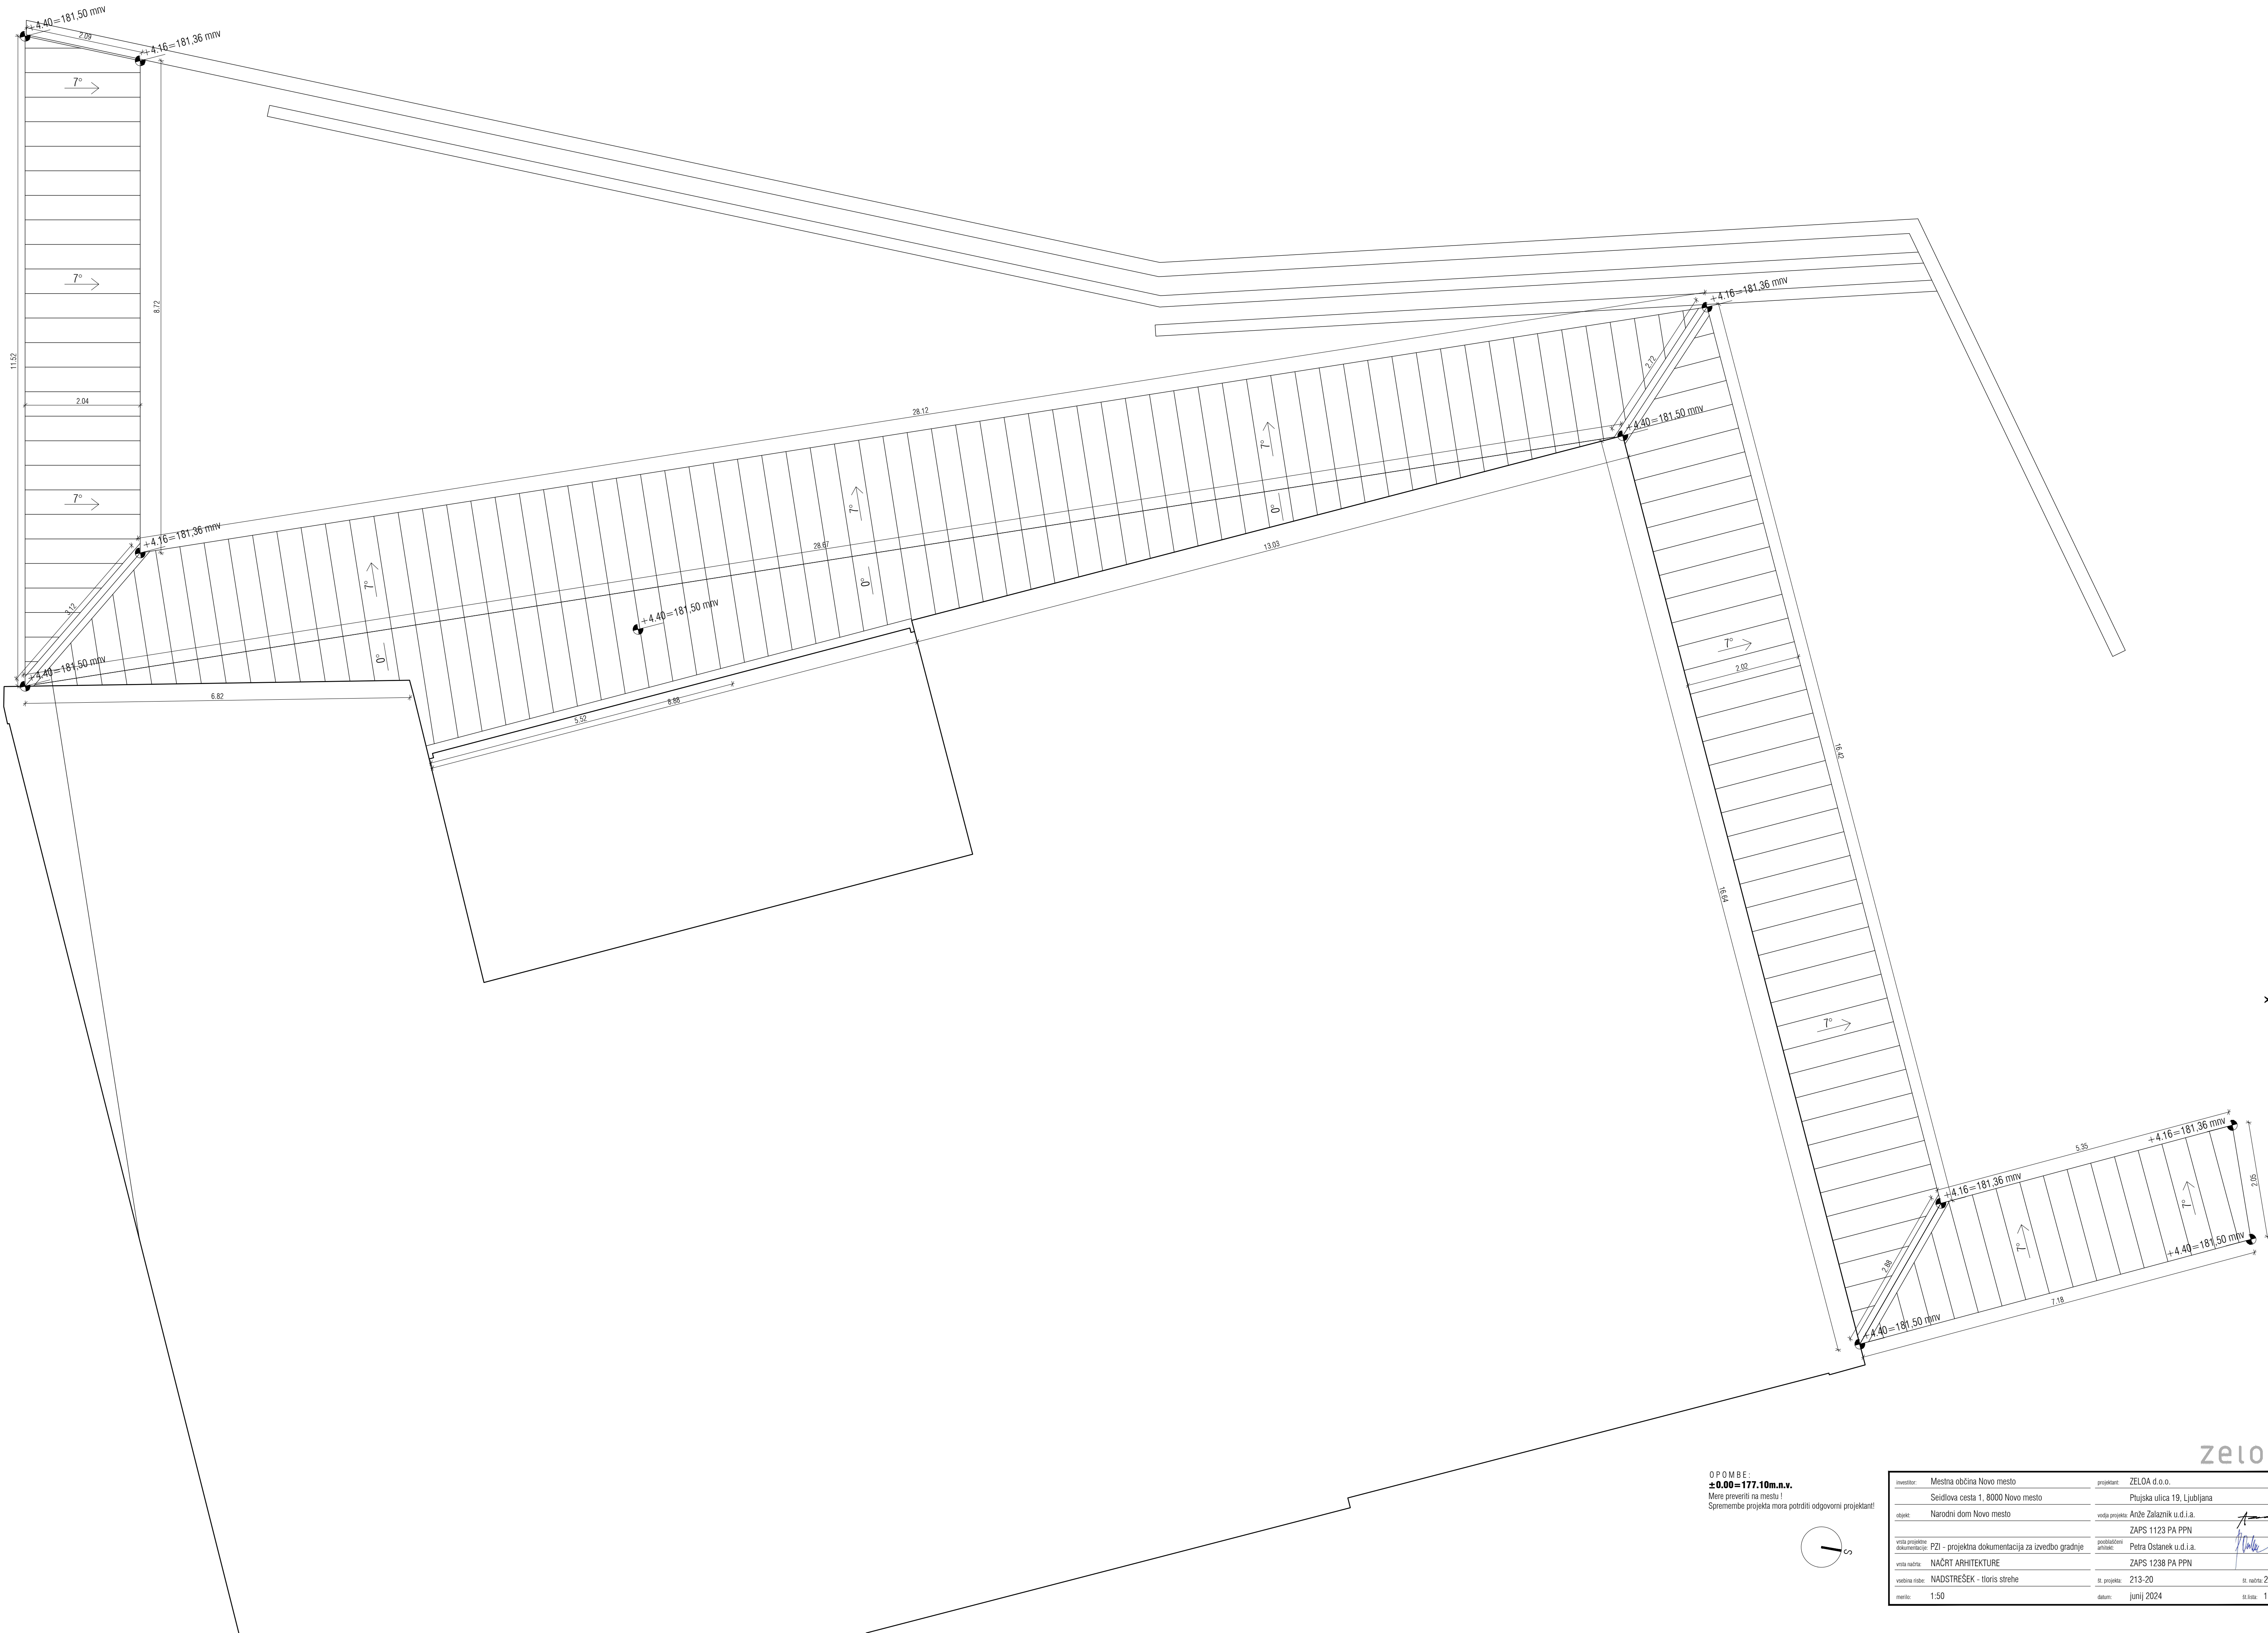 +4.40=181,50 mnv
2.09
+4.16=181,36 mnv
7°
7°
8.72
11.52
2.04
7°
+4.16=181,36 mnv
3.12
+4.40=181,50 mnv
6.82
7°
0°
28.12
28.67
+4.40=181,50 mnv
7°
0°
5.52
8.88
7°
0°
13.03
2.72
+4.16=181,36 mnv
+4.40=181,50 mnv
7°
2.02
16.42
16.64
7°
+4.16=181,36 mnv
5.35
2.05
+4.16=181,36 mnv
7°
7°
+4.40=181,50 mnv
2.88
+4.40=181,50 mnv
7.18
OPOMBE:
±0.00=177.10m.n.v.
Mere preveriti na mestu !
Spremembe projekta mora potrditi odgovorni projektant!
S
zelo
investitor: Mestna občina Novo mesto
Seidlova cesta 1, 8000 Novo mesto
objekt: Narodni dom Novo mesto
vrsta projektne dokumentacije: PZI - projektna dokumentacija za izvedbo gradnje
vrsta načrta: NAČRT ARHITEKTURE
vsebina risbe: NADSTREŠEK - tloris strehe
merilo: 1:50
projektant: ZELOA d.o.o.
Ptujska ulica 19, Ljubljana
vodja projekta: Anže Zalaznik u.d.i.a.
ZAPS 1123 PA PPN
pooblaščeni arhitekt: Petra Ostanek u.d.i.a.
ZAPS 1238 PA PPN
št. projekta: 213-20
št. načrta: 2
datum: junij 2024
št.lista: 1